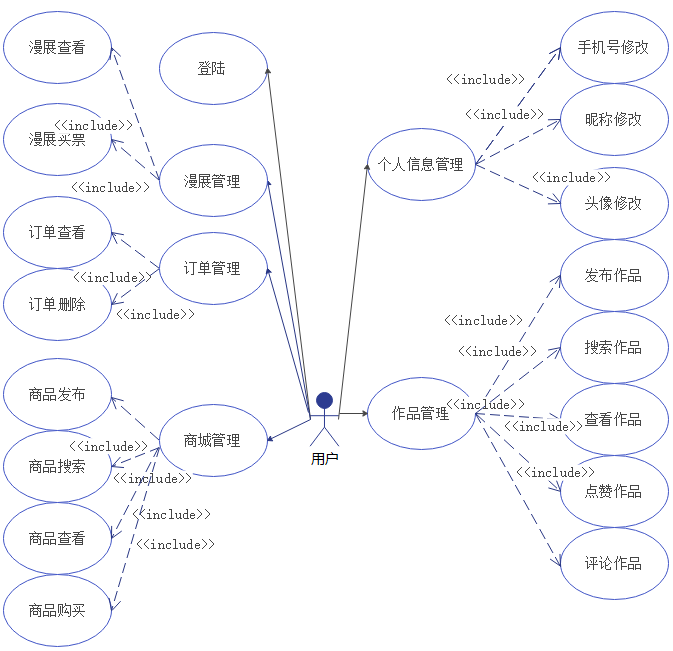 漫展查看
登陆
手机号修改
<<include>>
<<include>>
昵称修改
<<include>>
漫展买票
个人信息管理
<<include>>
漫展管理
<<include>>
头像修改
订单查看
订单管理
<<include>>
发布作品
订单删除
<<include>>
<<include>>
搜索作品
<<include>>
商品发布
<<include>>
作品管理
查看作品
<<include>>
商城管理
<<include>>
用户
商品搜索
<<include>>
<<include>>
点赞作品
<<include>>
商品查看
<<include>>
评论作品
商品购买